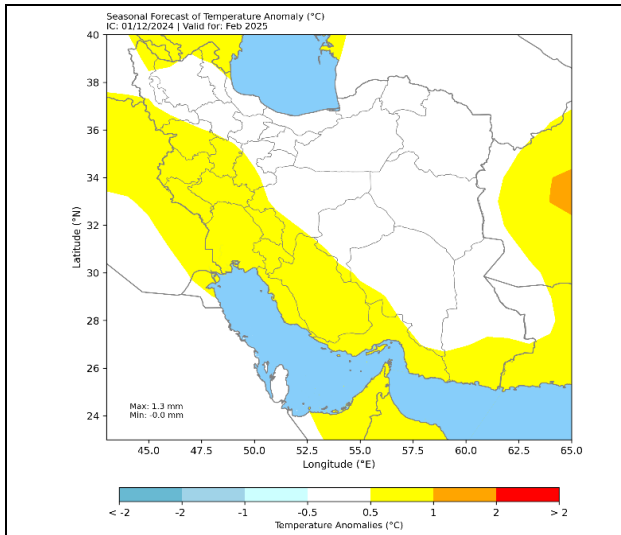 Seasonal Forecast of Temperature Anomaly (°C)
IC: 01/12/2024 | Valid for: Feb 2025
40
38
36
34
32
30
28
26
24
Latitude (°N)
Max: 1.3 mm
Min: -0.0 mm
45.0 47.5 50.0 52.5 55.0 57.5 60.0 62.5 65.0
Longitude (°E)
< -2 -2 -1 -0.5 0.5 1 2 > 2
Temperature Anomalies (°C)